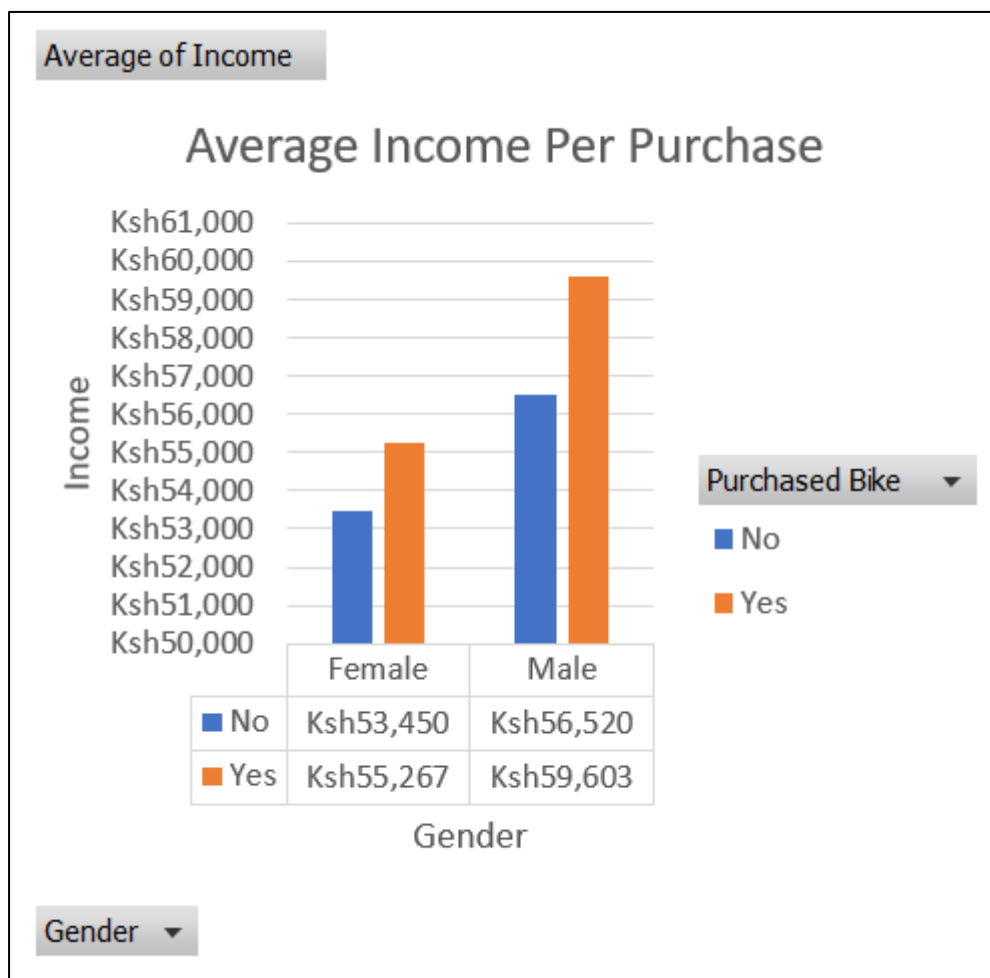 Average of Income
Average Income Per Purchase
Ksh61,000
Ksh60,000
Ksh59,000
Ksh58,000
Ksh57,000
Ksh56,000
Ksh55,000
Ksh54,000
Ksh53,000
Ksh52,000
Ksh51,000
Ksh50,000
Income
Female Male
No Ksh53,450 Ksh56,520
Yes Ksh55,267 Ksh59,603
Gender
Purchased Bike
No
Yes
Gender